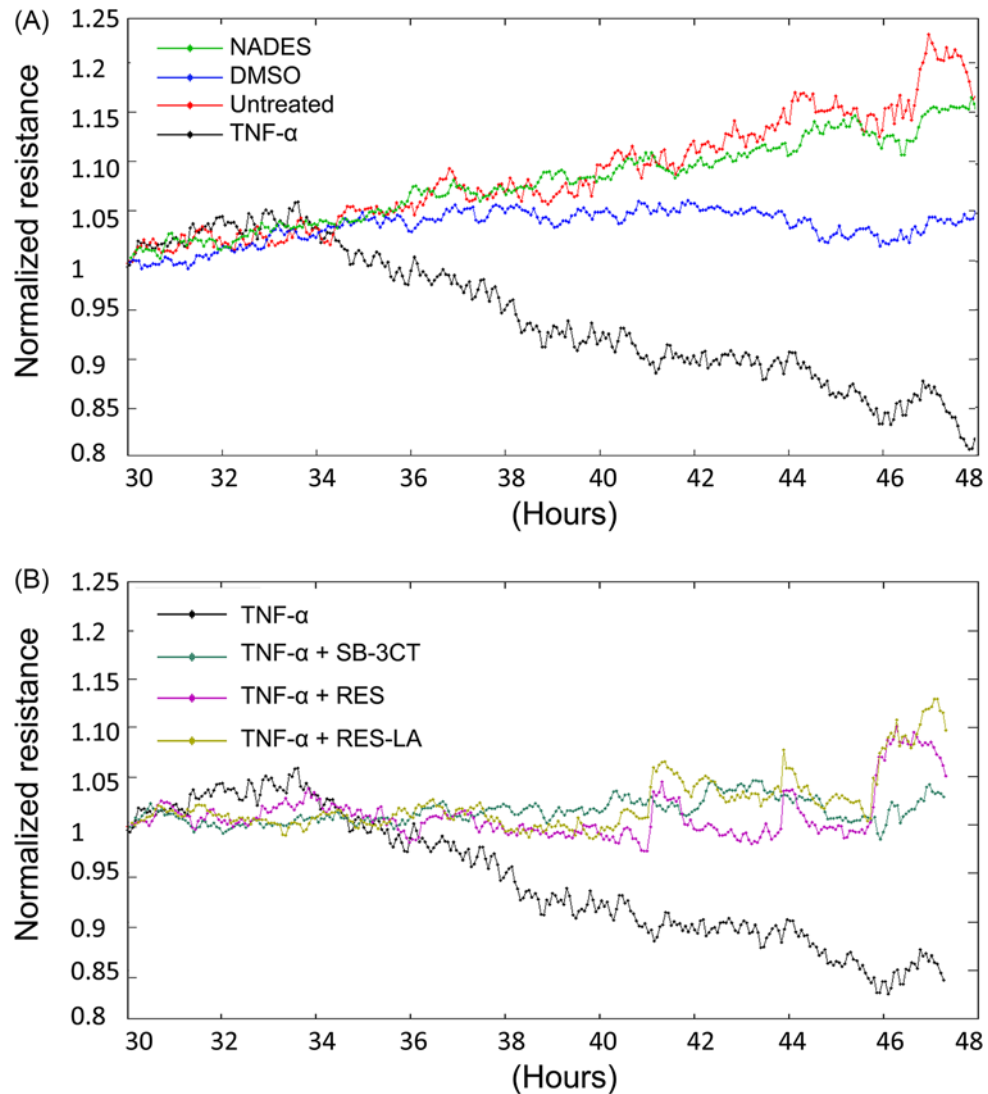 (A)
Normalized resistance
1.25
1.2
1.15
1.10
1.05
1
0.95
0.9
0.85
0.8
NADES
DMSO
Untreated
TNF-α
30 32 34 36 38 40 42 44 46 48
(Hours)
(B)
Normalized resistance
1.25
1.2
1.15
1.10
1.05
1
0.95
0.9
0.85
0.8
TNF-α
TNF-α + SB-3CT
TNF-α + RES
TNF-α + RES-LA
30 32 34 36 38 40 42 44 46 48
(Hours)